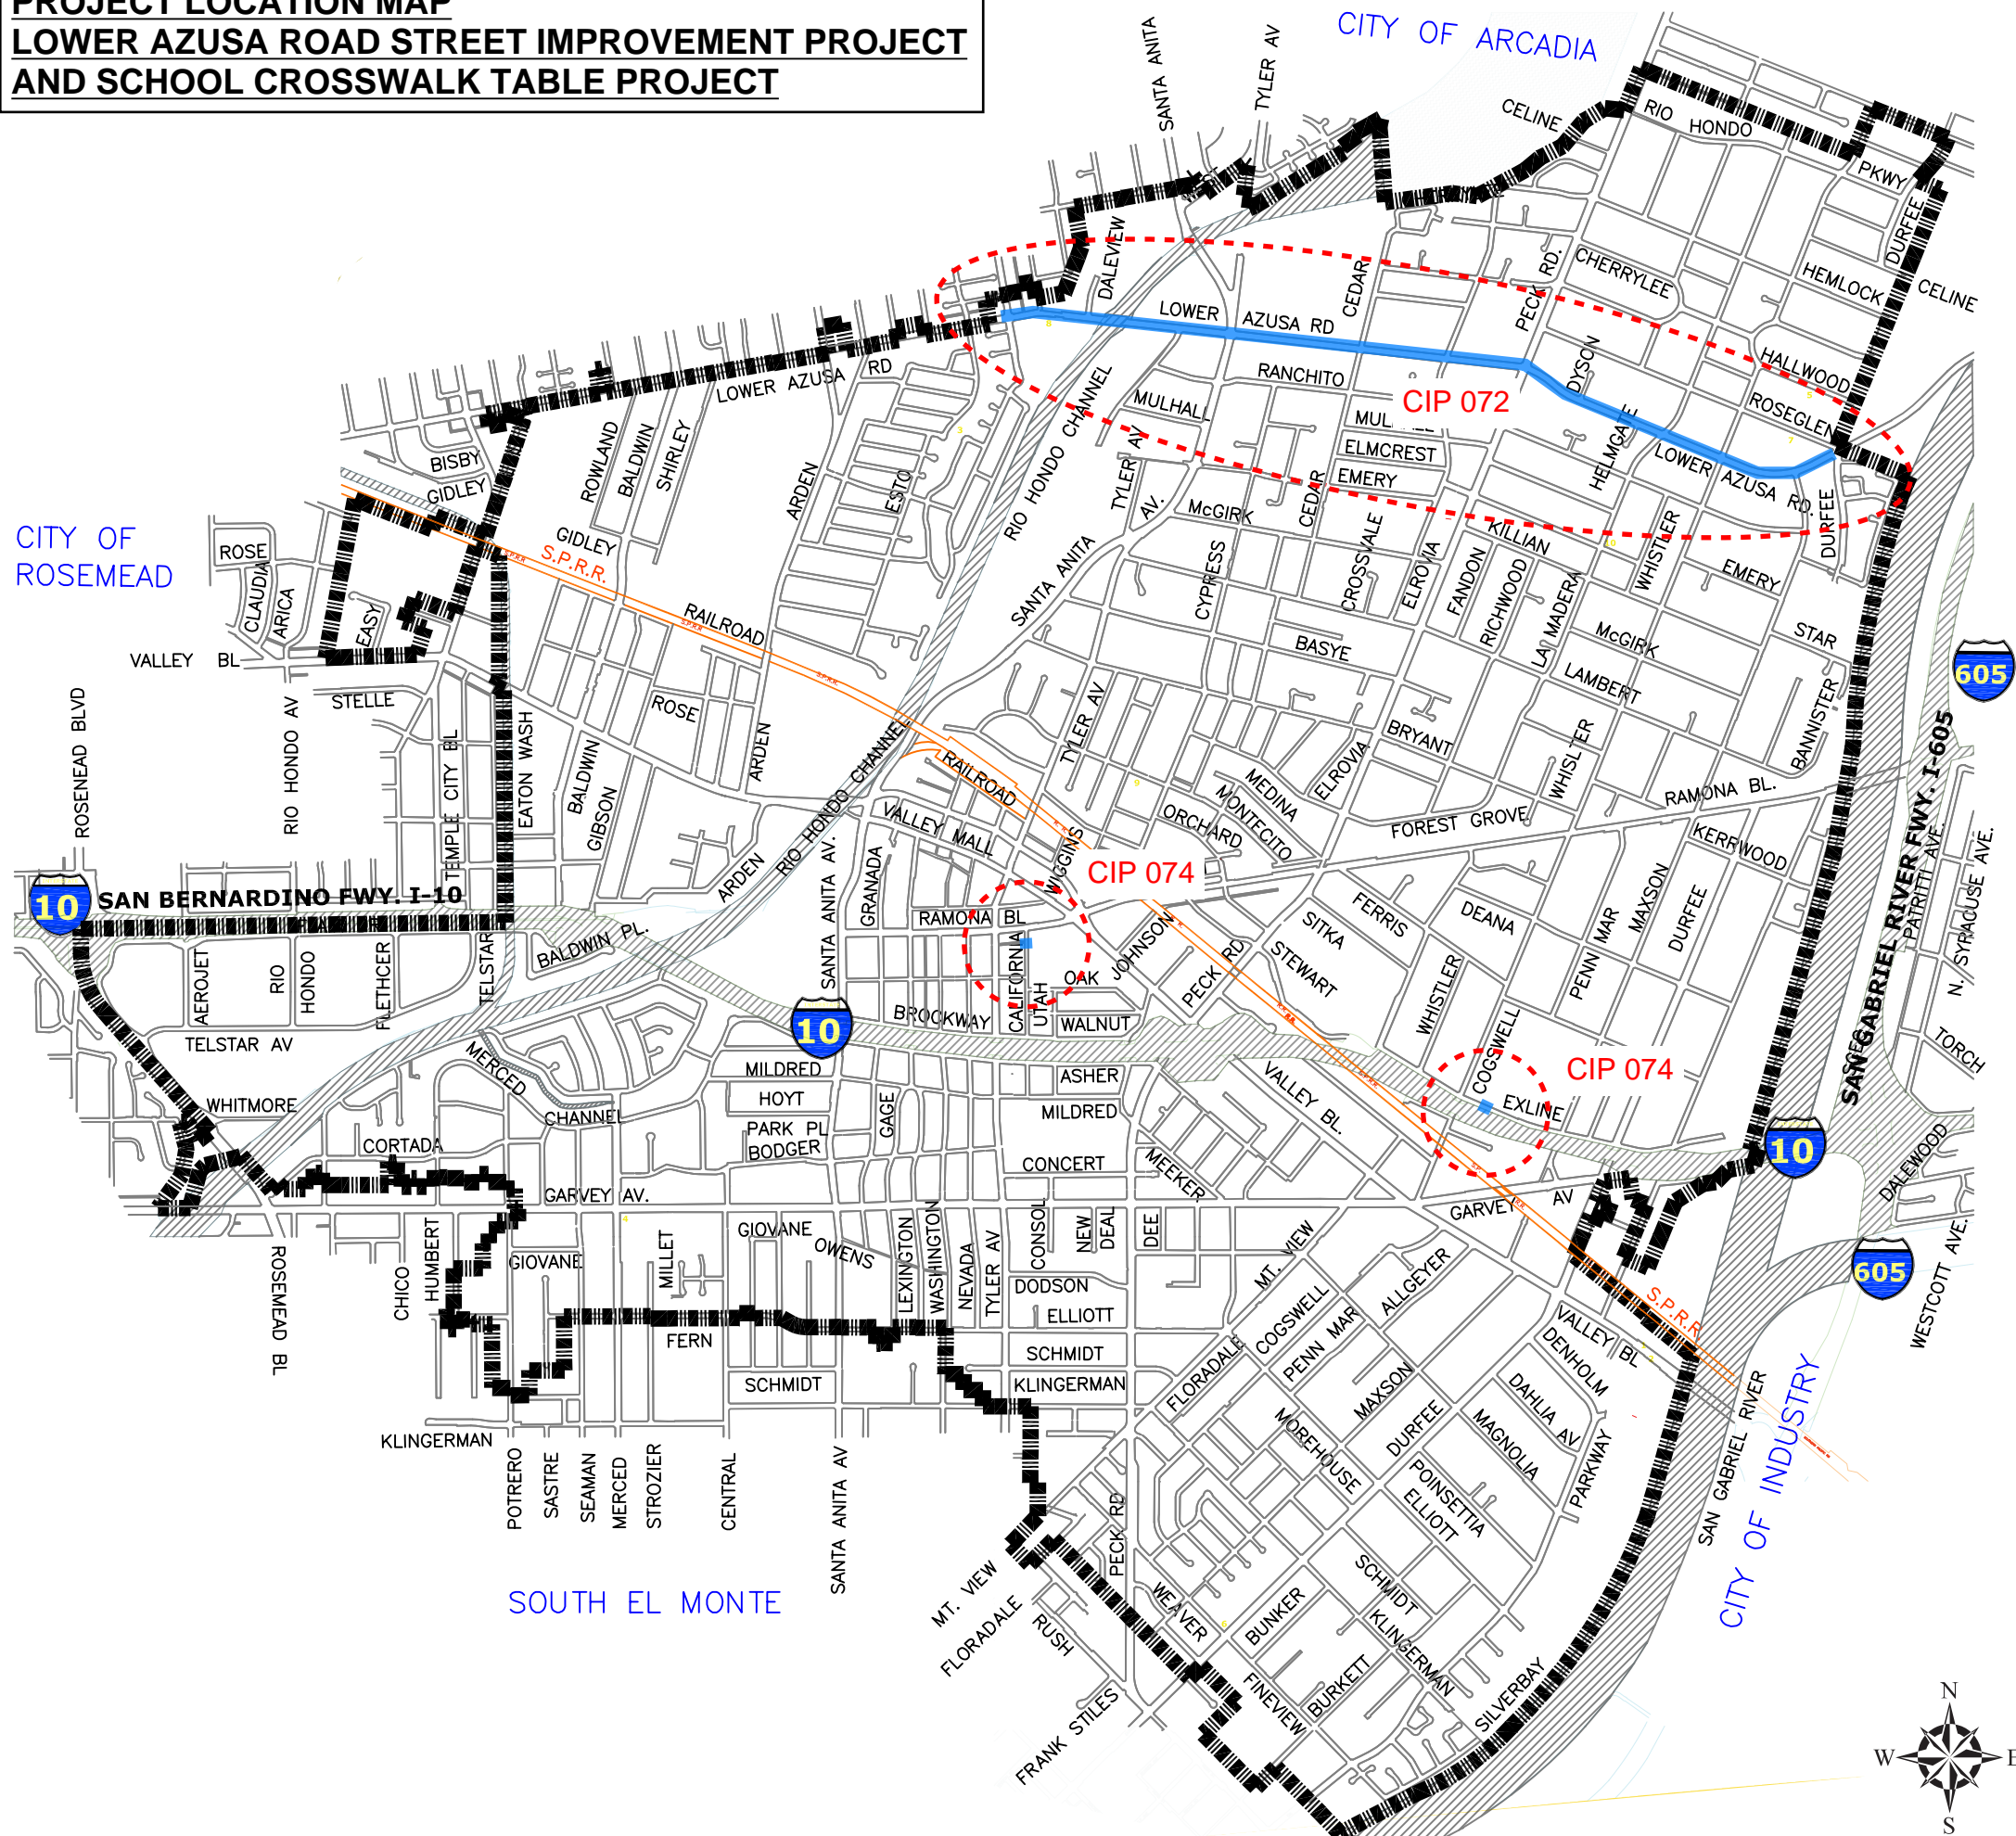 PROJECT LOCATION MAP
LOWER AZUSA ROAD STREET IMPROVEMENT PROJECT
AND SCHOOL CROSSWALK TABLE PROJECT
CITY OF ARCADIA
SANTA ANITA
TYLER AV
CELINE
RIO HONDO
PKWY
DURFEE
HEMLOCK
CELINE
DALEVIEW
CEDAR
PECK RD.
CHERRYLEE
LOWER AZUSA RD
RANCHITO
DYSON
HALLWOOD
ROSEGLEN
CIP 072
MULHALL
ELMCREST
EMERY
HELMGATE
LOWER AZUSA RD.
DURFEE
LOWER AZUSA RD
RIO HONDO CHANNEL
MULHALL
TYLER AV
AV.
SANTA ANITA
McGIRK
CEDAR
CYPRESS
CROSSVALE
ELROVIA
FANDON
KILLIAN
RICHWOOD
LA MADERA
WHISTLER
EMERY
STAR
McGIRK
LAMBERT
BASYE
BISBY
GIDLEY
ROWLAND
BALDWIN
SHIRLEY
ARDEN
ESTO
GIDLEY
S.P.R.R.
RAILROAD
CITY OF
ROSEMEAD
ROSE
CLAUDIA
ARICA
EASY
VALLEY BL
STELLE
ROSENEAD BLVD
RIO HONDO AV
TEMPLE CITY BL
EATON WASH
BALDWIN
GIBSON
ROSE
ARDEN
ARDEN
RIO HONDO CHANNEL
RAILROAD
TYLER AV
VALLEY MALL
WIGGINS
ORCHARD
MEDINA
MONTECITO
ELROVIA
BRYANT
WHISLTER
FOREST GROVE
RAMONA BL.
BANNISTER
KERRWOOD
605
SAN GABRIEL RIVER FWY. I-605
PATRITTI AVE.
N. SYRACUSE AVE.
TORCH
10
SAN BERNARDINO FWY. I-10
SANTA ANITA AV.
GRANADA
RAMONA BL
CIP 074
CALIFORNIA
UTAH
OAK
JOHNSON
WALNUT
BROCKWAY
PECK RD
STEWART
SITKA
FERRIS
DEANA
WHISTLER
COGSWELL
PENN MAR
MAXSON
DURFEE
CIP 074
EXLINE
AEROJET
RIO
HONDO
FLETHCER
TELSTAR
BALDWIN PL.
TELSTAR AV
10
WHITMORE
MERCED
CHANNEL
CORTADA
MILDRED
HOYT
PARK PL
BODGER
GAGE
ASHER
MILDRED
CONCERT
MEEKER
VALLEY BL.
GARVEY AV
10
DALEWOOD
605
WESTCOTT AVE.
GARVEY AV.
ROSEMEAD BL
CHICO
HUMBERT
GIOVANE
MILLET
GIOVANE
OWENS
LEXINGTON
WASHINGTON
NEVADA
TYLER AV
CONSOL
NEW
DEAL
DEE
DODSON
ELLIOTT
SCHMIDT
KLINGERMAN
FERN
SCHMIDT
MT. VIEW
COGSWELL
PENN MAR
ALLGEYER
FLORADALE
MAXSON
MOREHOUSE
DURFEE
S.P.R.R
VALLEY BL
DENHOLM
DAHLIA AV
MAGNOLIA
PARKWAY
POINSETTIA
ELLIOTT
SCHMIDT
KLINGERMAN
SAN GABRIEL RIVER
CITY OF INDUSTRY
KLINGERMAN
POTRERO
SASTRE
SEAMAN
MERCED
STROZIER
CENTRAL
SANTA ANITA AV
SOUTH EL MONTE
MT. VIEW
FLORADALE
RUSH
PECK RD
WEAVER
BUNKER
FINEVIEW
BURKETT
SILVERBAY
FRANK STILES
N
W
E
S